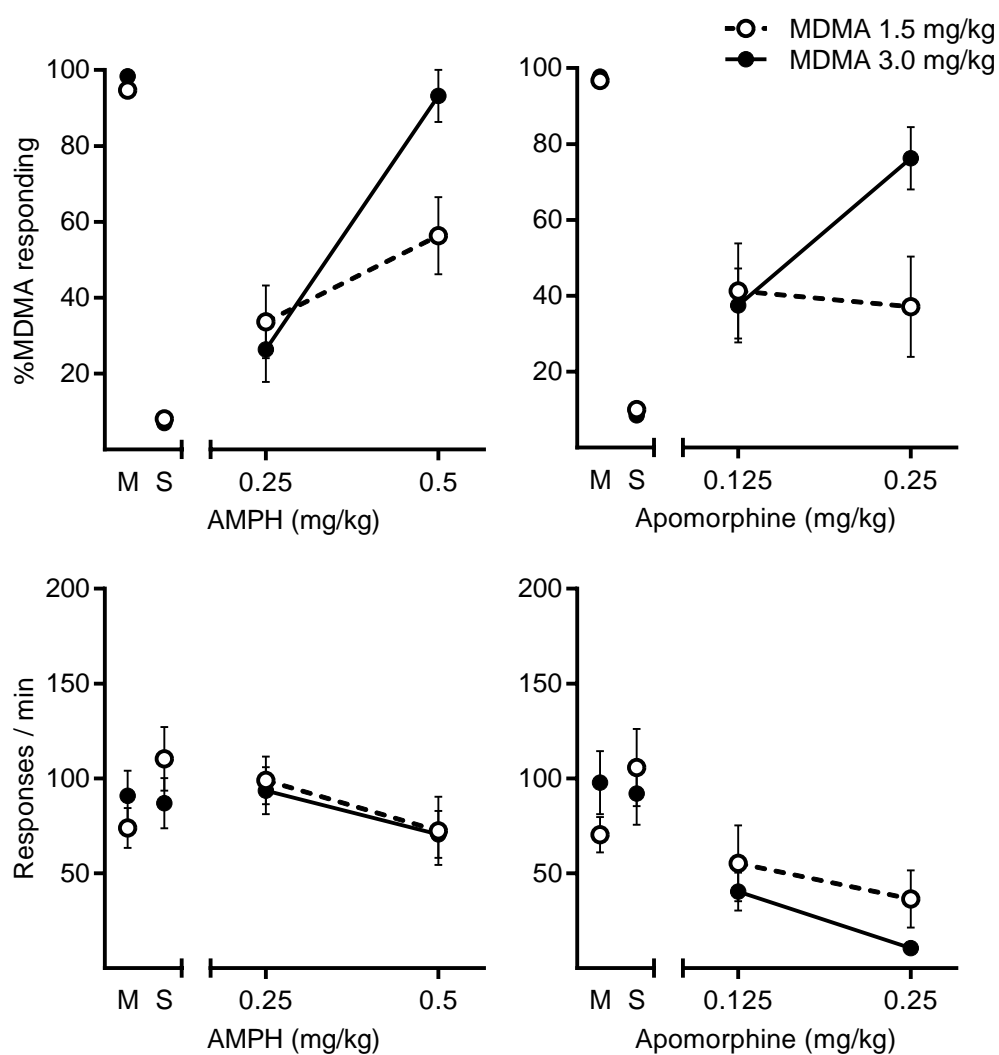 MDMA 1.5 mg/kg
MDMA 3.0 mg/kg
%MDMA responding
100
80
60
40
20
M S 0.25 0.5
AMPH (mg/kg)
100
80
60
40
20
M S 0.125 0.25
Apomorphine (mg/kg)
Responses / min
200
150
100
50
M S 0.25 0.5
AMPH (mg/kg)
200
150
100
50
M S 0.125 0.25
Apomorphine (mg/kg)